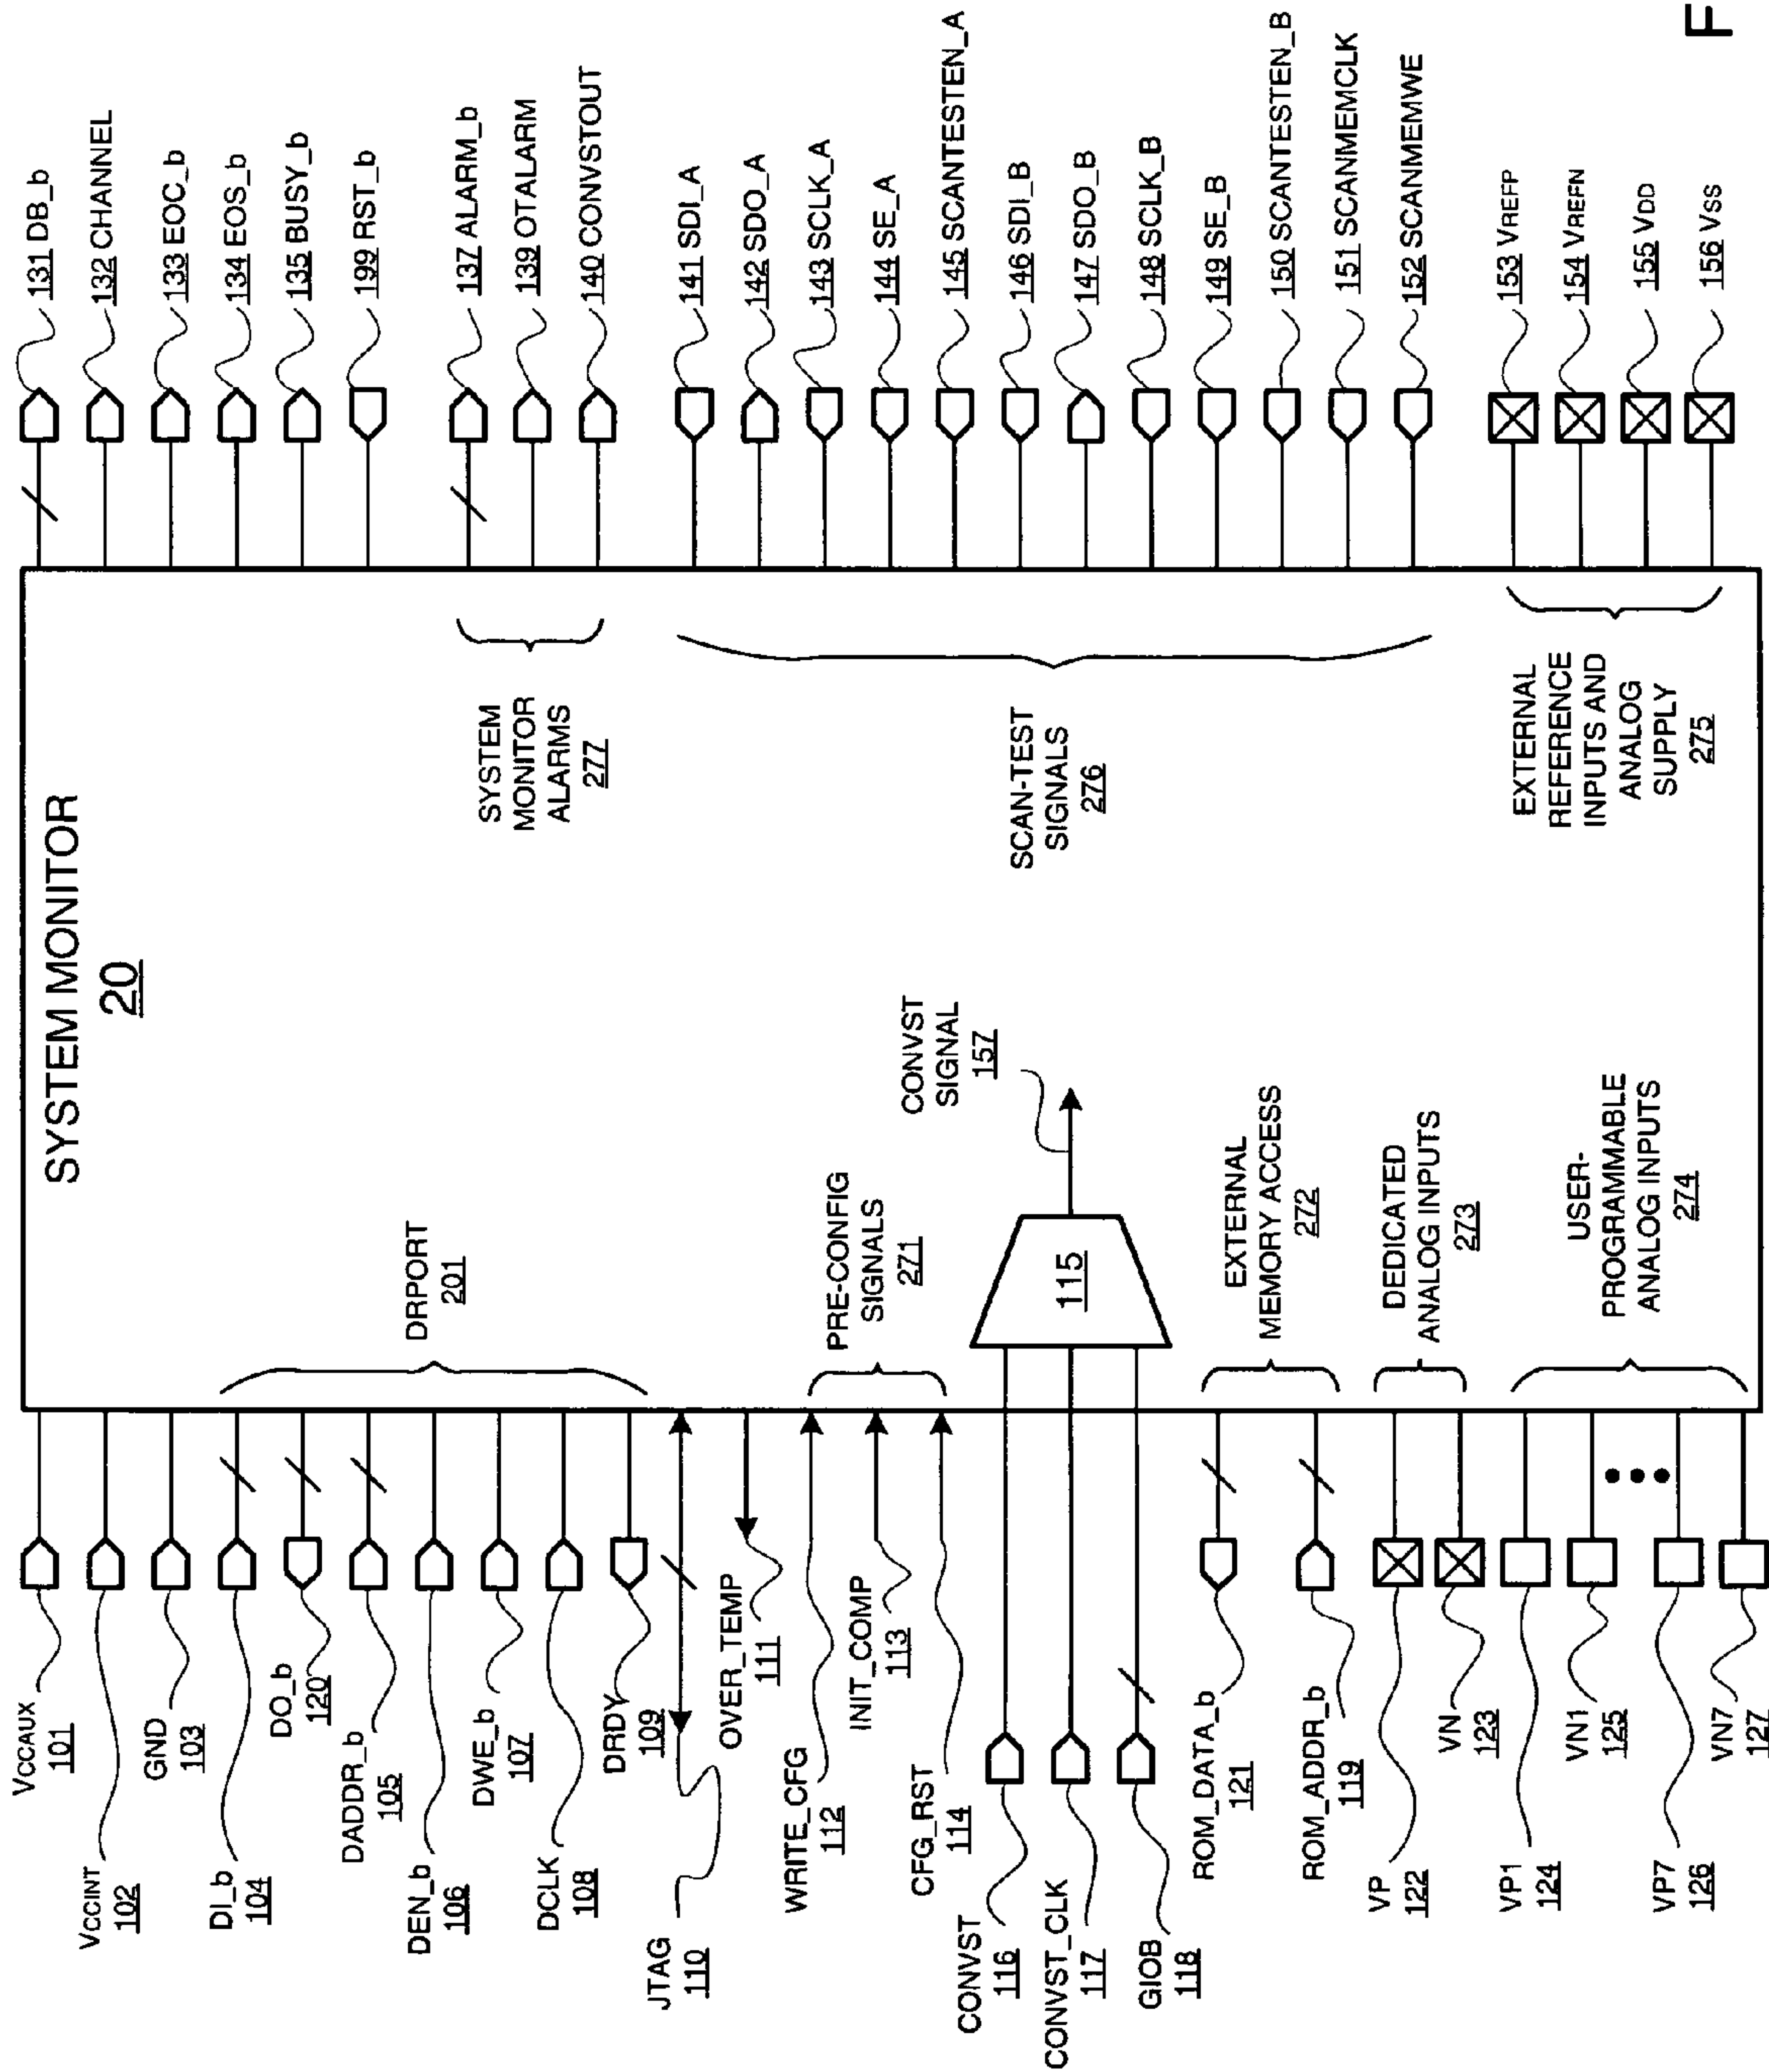 SYSTEM MONITOR
20
VCCAUX
101
VCCINT
102
GND
103
DI_b
104
DO_b
120
DADDR_b
105
DEN_b
106
DWE_b
107
DCLK
108
DRDY
109
JTAG
110
OVER_TEMP
111
WRITE_CFG
112
INIT_COMP
113
CFG_RST
114
CONVST
116
CONVST_CLK
117
GIOB
118
ROM_DATA_b
121
ROM_ADDR_b
119
VP
122
VN
123
VP1
124
VN1
125
VP7
126
VN7
127
DRPORT
201
PRE-CONFIG
SIGNALS
271
115
CONVST
SIGNAL
157
EXTERNAL
MEMORY ACCESS
272
DEDICATED
ANALOG INPUTS
273
USER-
PROGRAMMABLE
ANALOG INPUTS
274
SYSTEM
MONITOR
ALARMS
277
SCAN-TEST
SIGNALS
276
EXTERNAL
REFERENCE
INPUTS AND
ANALOG
SUPPLY
275
131 DB_b
132 CHANNEL
133 EOC_b
134 EOS_b
135 BUSY_b
199 RST_b
137 ALARM_b
139 OTALARM
140 CONVSTOUT
141 SDI_A
142 SDO_A
143 SCLK_A
144 SE_A
145 SCANTESTEN_A
146 SDI_B
147 SDO_B
148 SCLK_B
149 SE_B
150 SCANTESTEN_B
151 SCANMEMCLK
152 SCANMEMWE
153 VREFP
154 VREFN
155 VDD
156 VSS
F